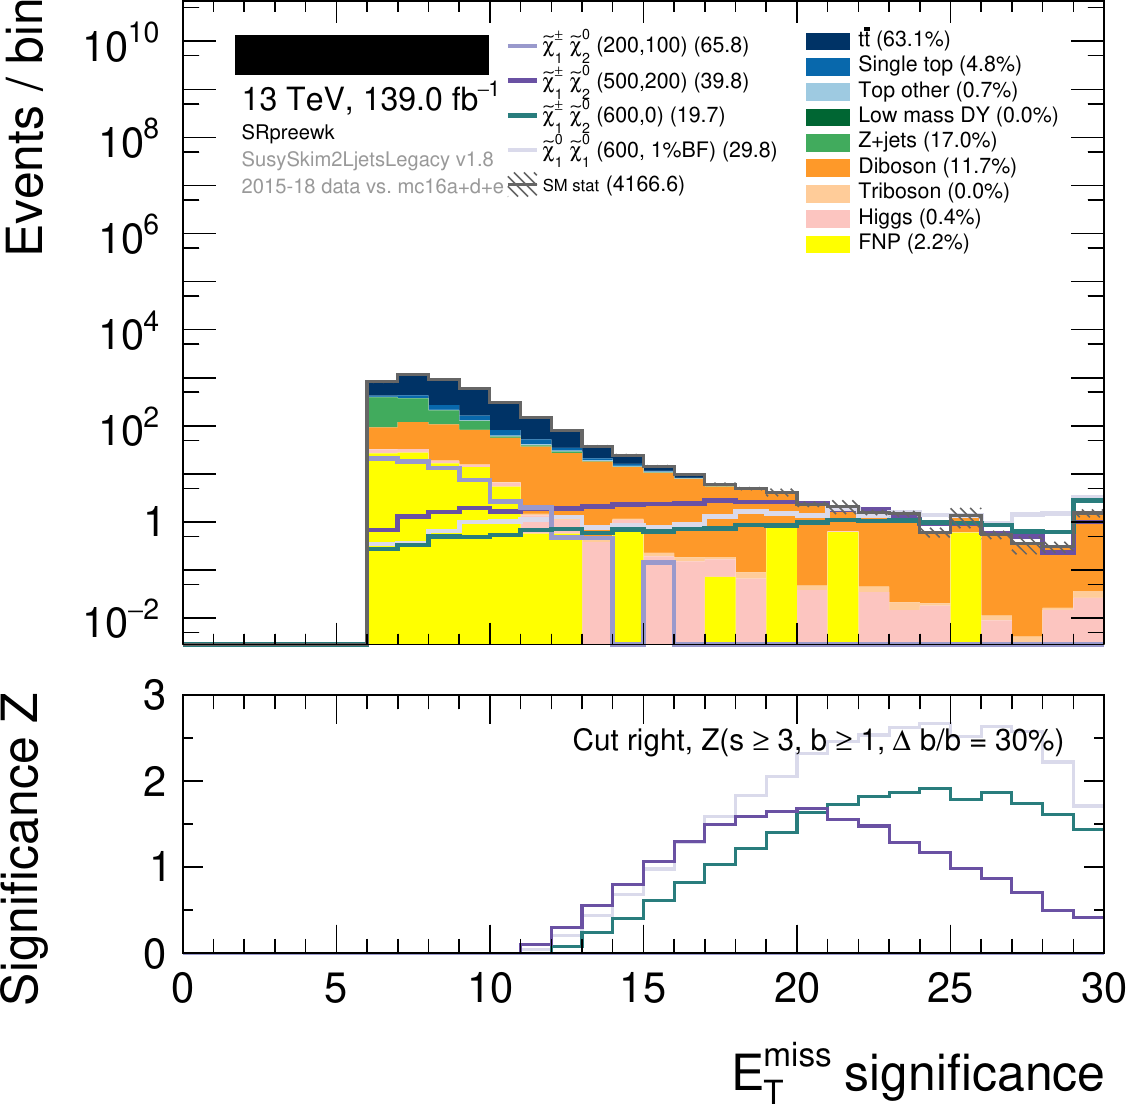 Events / bin
10¹⁰
10⁸
10⁶
10⁴
10²
1
10⁻²
13 TeV, 139.0 fb⁻¹
SRpreewk
SusySkim2LjetsLegacy v1.8
2015-18 data vs. mc16a+d+e
χ̃₁± χ̃₂⁰ (200,100) (65.8)
χ̃₁± χ̃₂⁰ (500,200) (39.8)
χ̃₁± χ̃₂⁰ (600,0) (19.7)
χ̃₁⁰ χ̃₁⁰ (600, 1%BF) (29.8)
SM stat (4166.6)
tt̄ (63.1%)
Single top (4.8%)
Top other (0.7%)
Low mass DY (0.0%)
Z+jets (17.0%)
Diboson (11.7%)
Triboson (0.0%)
Higgs (0.4%)
FNP (2.2%)
Significance Z
3
2
1
0
Cut right, Z(s ≥ 3, b ≥ 1, Δ b/b = 30%)
0 5 10 15 20 25 30
E_T^miss significance